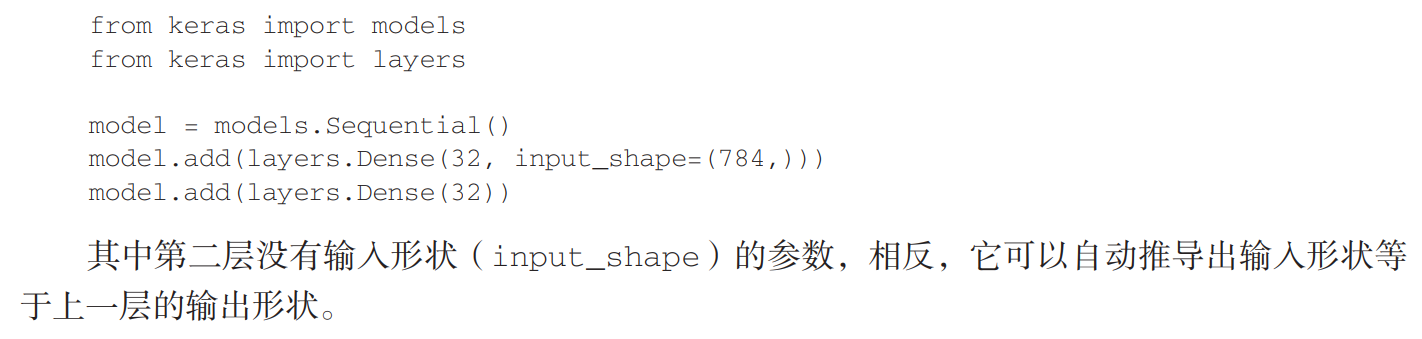 from keras import models
from keras import layers
model = models.Sequential()
model.add(layers.Dense(32, input_shape=(784,)))
model.add(layers.Dense(32))
其中第二层没有输入形状（input_shape）的参数，相反，它可以自动推导出输入形状等
于上一层的输出形状。